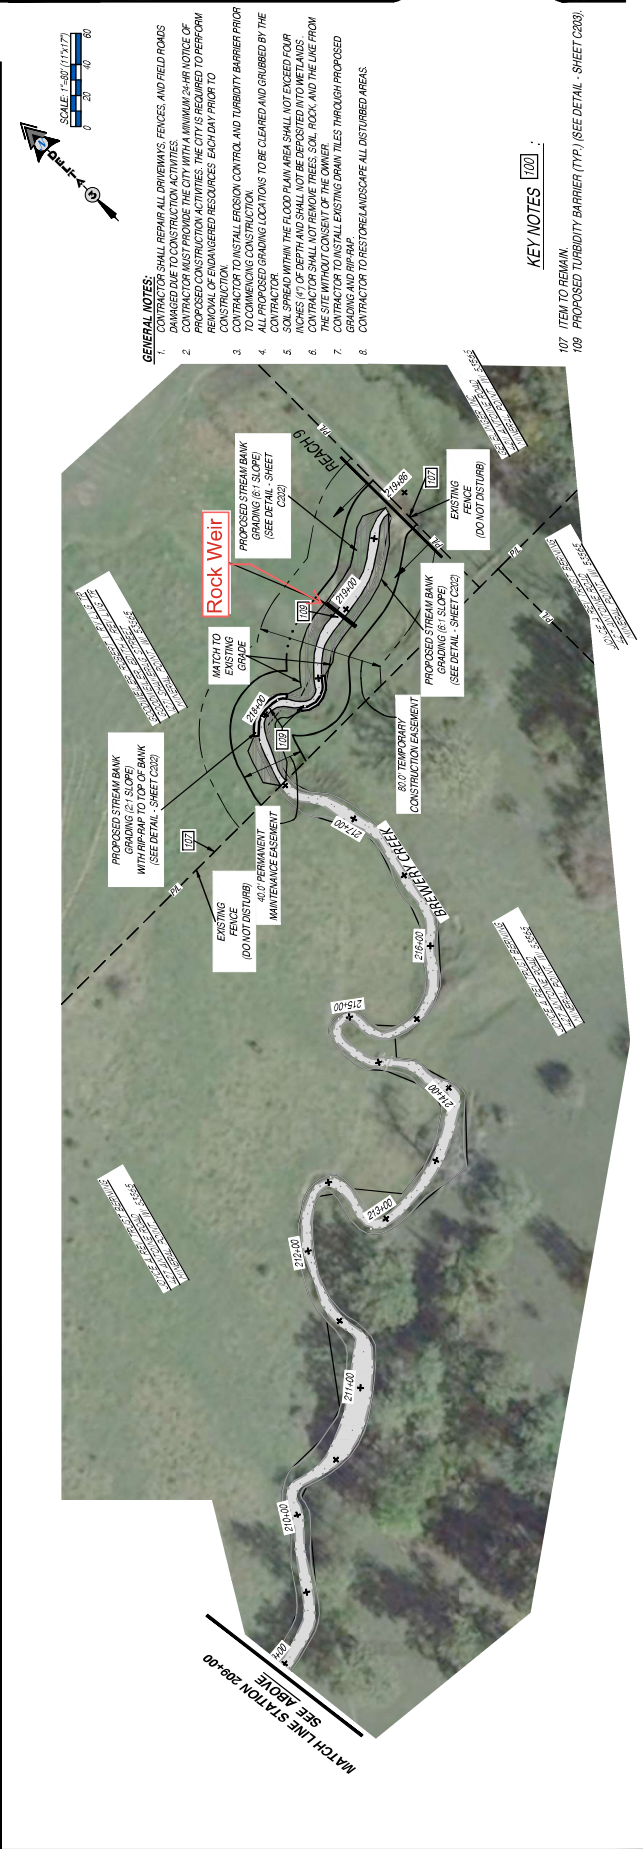 SCALE: 1"=80' (11"x17")
0 20 40 60
DELTA 3
GENERAL NOTES:
1. CONTRACTOR SHALL REPAIR ALL DRIVEWAYS, FENCES, AND FIELD ROADS
DAMAGED DUE TO CONSTRUCTION ACTIVITIES.
2. CONTRACTOR MUST PROVIDE THE CITY WITH A MINIMUM 24-HR NOTICE OF
PROPOSED CONSTRUCTION ACTIVITIES. THE CITY IS REQUIRED TO PERFORM
REMOVAL OF ENDANGERED RESOURCES EACH DAY PRIOR TO
CONSTRUCTION.
3. CONTRACTOR TO INSTALL EROSION CONTROL AND TURBIDITY BARRIER PRIOR
TO COMMENCING CONSTRUCTION.
4. ALL PROPOSED GRADING LOCATIONS TO BE CLEARED AND GRUBBED BY THE
CONTRACTOR.
5. SOIL SPREAD WITHIN THE FLOOD PLAIN AREA SHALL NOT EXCEED FOUR
INCHES (4") OF DEPTH AND SHALL NOT BE DEPOSITED INTO WETLANDS .
6. CONTRACTOR SHALL NOT REMOVE TREES, SOIL, ROCK, AND THE LIKE FROM
THE SITE WITHOUT CONSENT OF THE OWNER.
7. CONTRACTOR TO INSTALL EXISTING DRAIN TILES THROUGH PROPOSED
GRADING AND RIP-RAP.
8. CONTRACTOR TO RESTORE/LANDSCAPE ALL DISTURBED AREAS.
KEY NOTES 100 :
107 ITEM TO REMAIN.
109 PROPOSED TURBIDITY BARRIER (TYP.) (SEE DETAIL - SHEET C203).
PROPOSED STREAM BANK
GRADING (2:1 SLOPE)
WITH RIP-RAP TO TOP OF BANK
(SEE DETAIL - SHEET C202)
107
P/L
EXISTING
FENCE
(DO NOT DISTURB)
40.0' PERMANENT
MAINTENANCE EASEMENT
MATCH TO
EXISTING
GRADE
Rock Weir
PROPOSED STREAM BANK
GRADING (6:1 SLOPE)
(SEE DETAIL - SHEET
C202)
REACH 9
P/L
109
109
218+00
219+00
219+86
107
EXISTING
FENCE
(DO NOT DISTURB)
P/L
P/L
P/L
PROPOSED STREAM BANK
GRADING (6:1 SLOPE)
(SEE DETAIL - SHEET C202)
80.0' TEMPORARY
CONSTRUCTION EASEMENT
BREWERY CREEK
217+00
216+00
215+00
214+00
213+00
212+00
211+00
210+00
+00
MATCH LINE STATION 209+00
SEE ABOVE